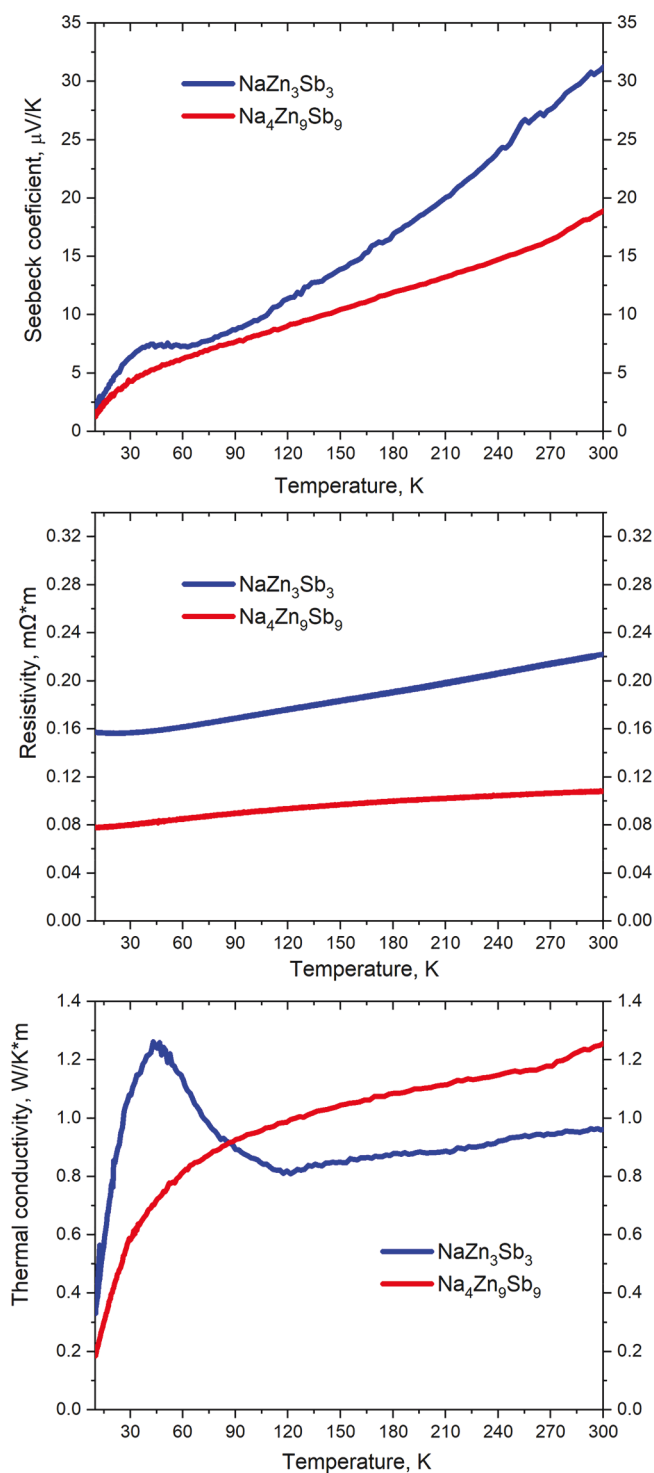 35 35
30 30
25 25
20 20
15 15
10 10
5 5
0 0
Seebeck coeficient, μV/K
NaZn₃Sb₃
Na₄Zn₉Sb₉
30 60 90 120 150 180 210 240 270 300
Temperature, K
0.32 0.32
0.28 0.28
0.24 0.24
0.20 0.20
0.16 0.16
0.12 0.12
0.08 0.08
0.04 0.04
0.00 0.00
Resistivity, mΩ*m
NaZn₃Sb₃
Na₄Zn₉Sb₉
30 60 90 120 150 180 210 240 270 300
Temperature, K
1.4 1.4
1.2 1.2
1.0 1.0
0.8 0.8
0.6 0.6
0.4 0.4
0.2 0.2
0.0 0.0
Thermal conductivity, W/K*m
NaZn₃Sb₃
Na₄Zn₉Sb₉
30 60 90 120 150 180 210 240 270 300
Temperature, K